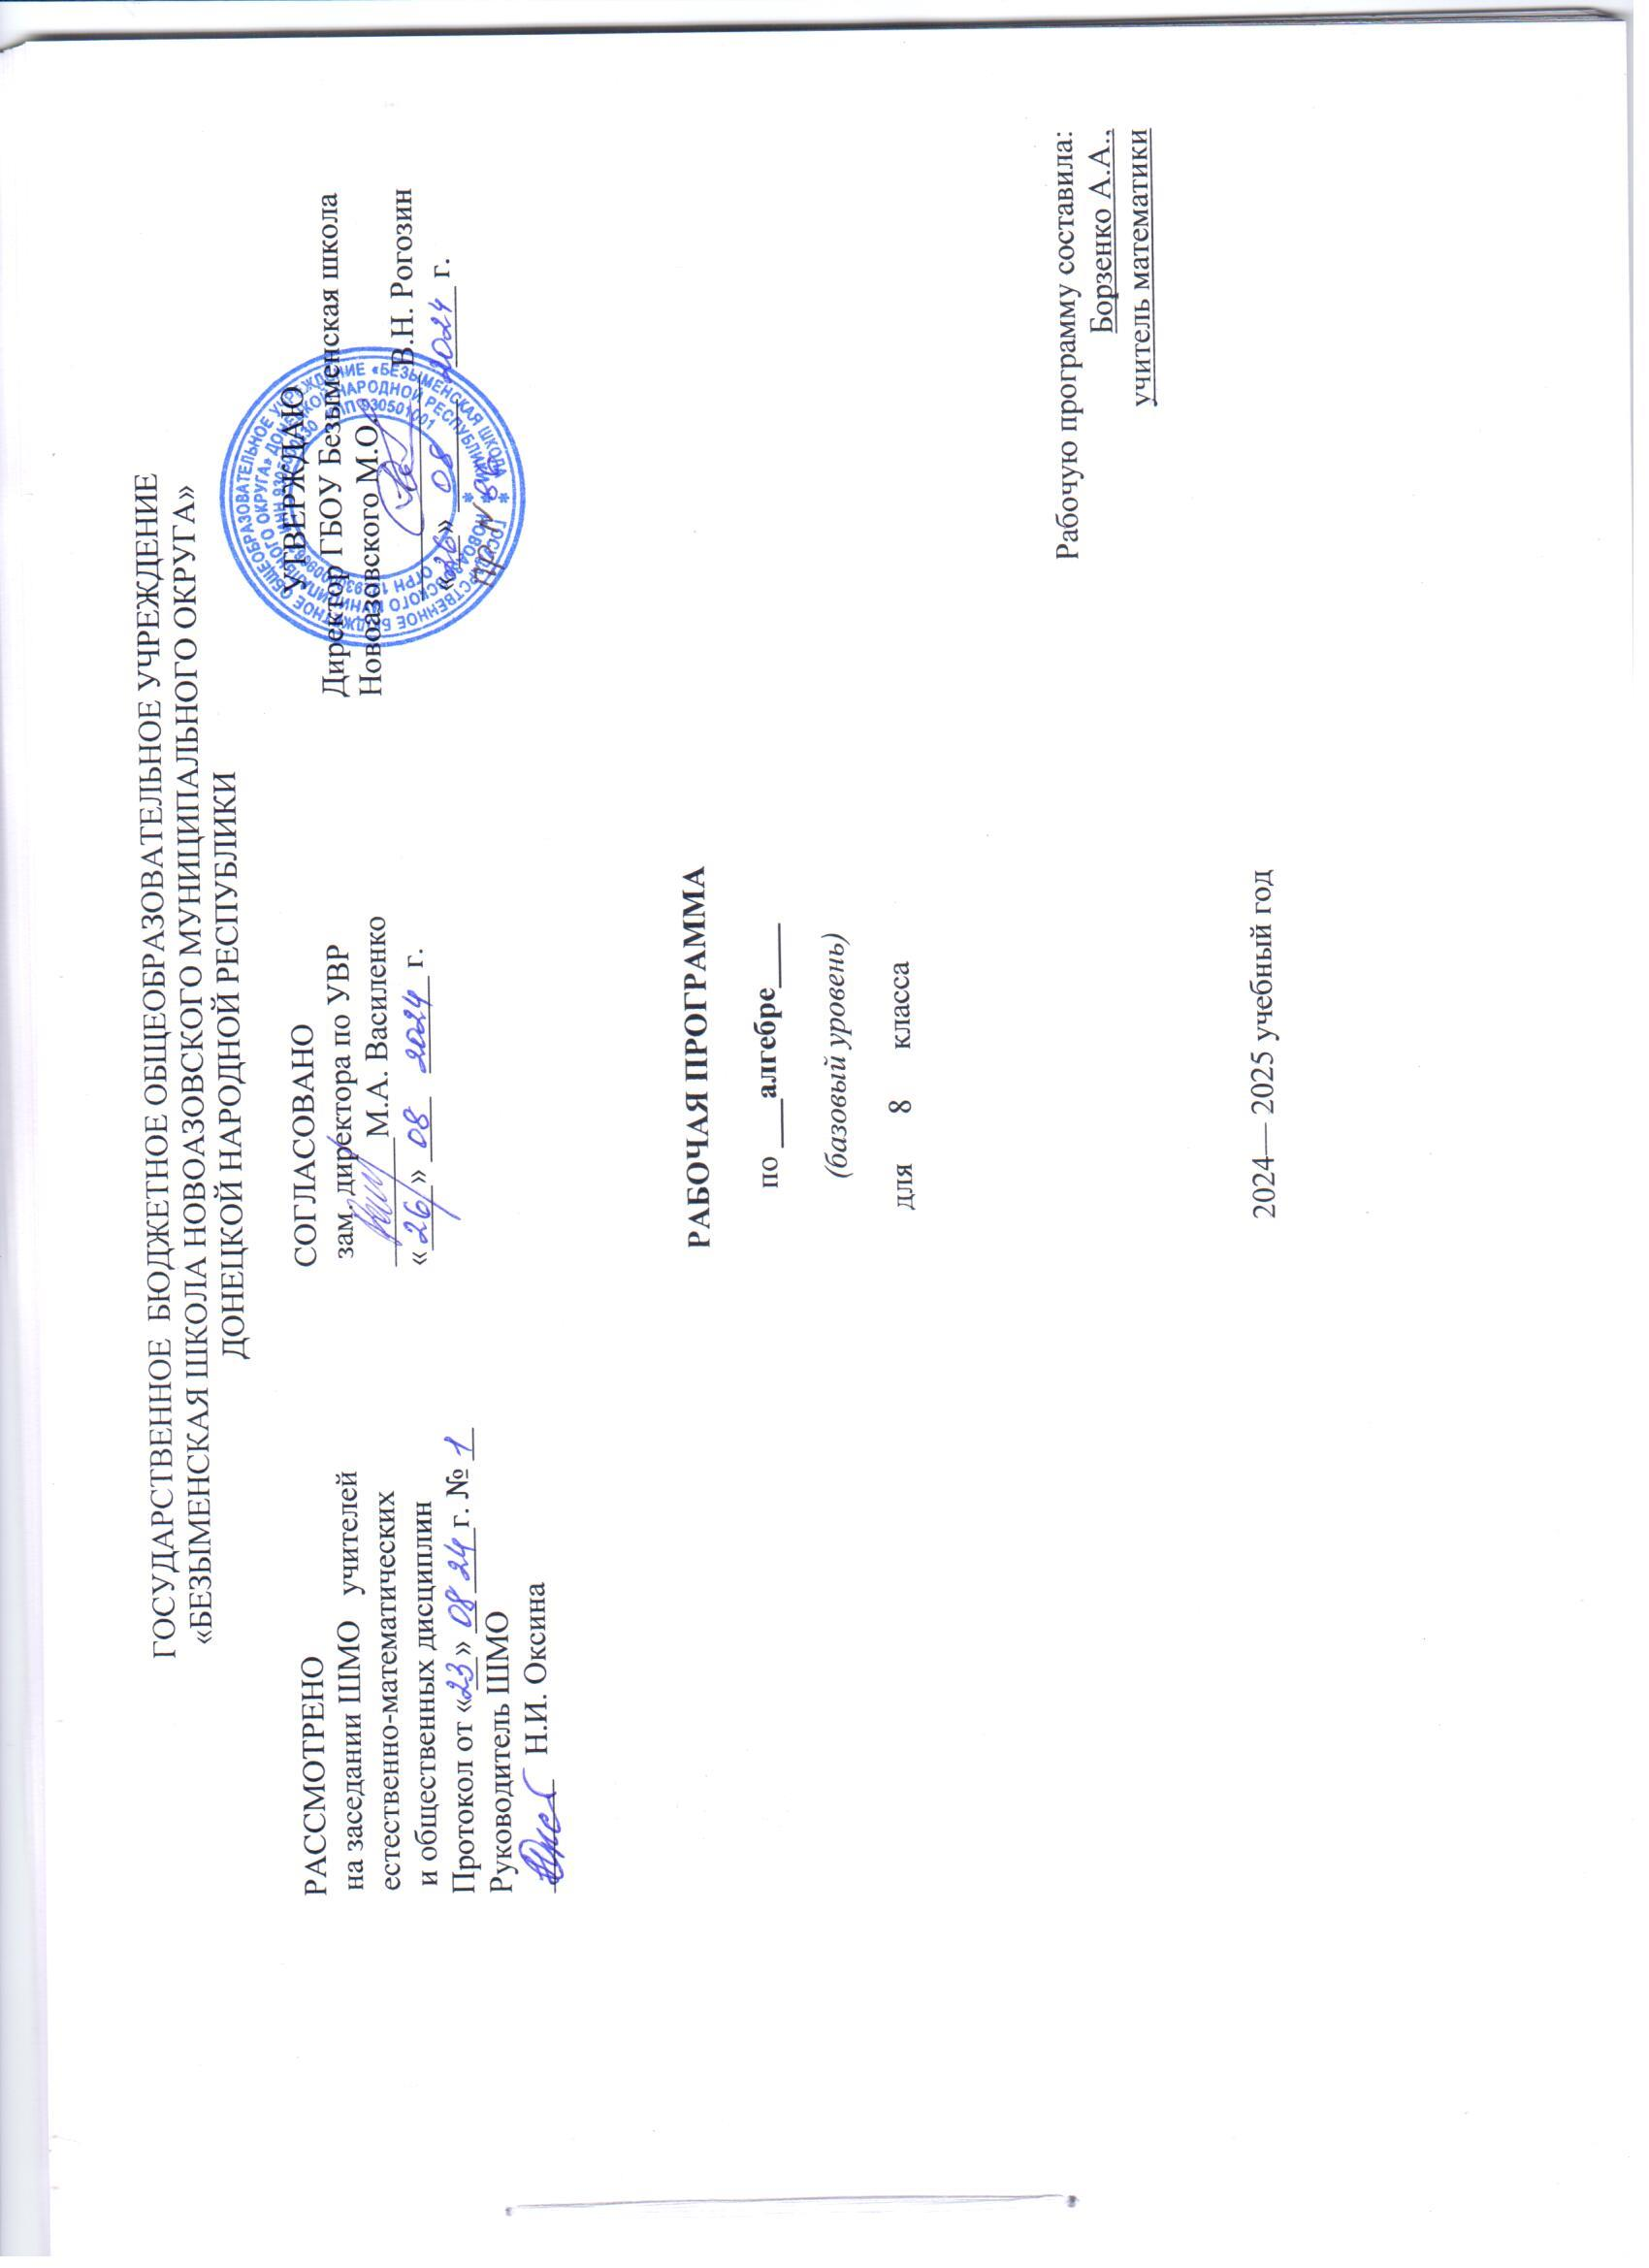 ГОСУДАРСТВЕННОЕ БЮДЖЕТНОЕ ОБЩЕОБРАЗОВАТЕЛЬНОЕ УЧРЕЖДЕНИЕ
«БЕЗЫМЕНСКАЯ ШКОЛА НОВОАЗОВСКОГО МУНИЦИПАЛЬНОГО ОКРУГА»
ДОНЕЦКОЙ НАРОДНОЙ РЕСПУБЛИКИ
РАССМОТРЕНО
на заседании ШМО учителей
естественно-математических
и общественных дисциплин
Протокол от «23» 08 24 г. № 1
Руководитель ШМО
Н.И. Оксина
СОГЛАСОВАНО
зам. директора по УВР
М.А. Василенко
«26» 08 2024 г.
УТВЕРЖДАЮ
Директор ГБОУ Безыменская школа
Новоазовского М.О.
В.Н. Рогозин
«26» 08 2024 г.
РАБОЧАЯ ПРОГРАММА
по ___алгебре____
(базовый уровень)
для 8 класса
Рабочую программу составила:
Борзенко А.А.,
учитель математики
2024— 2025 учебный год